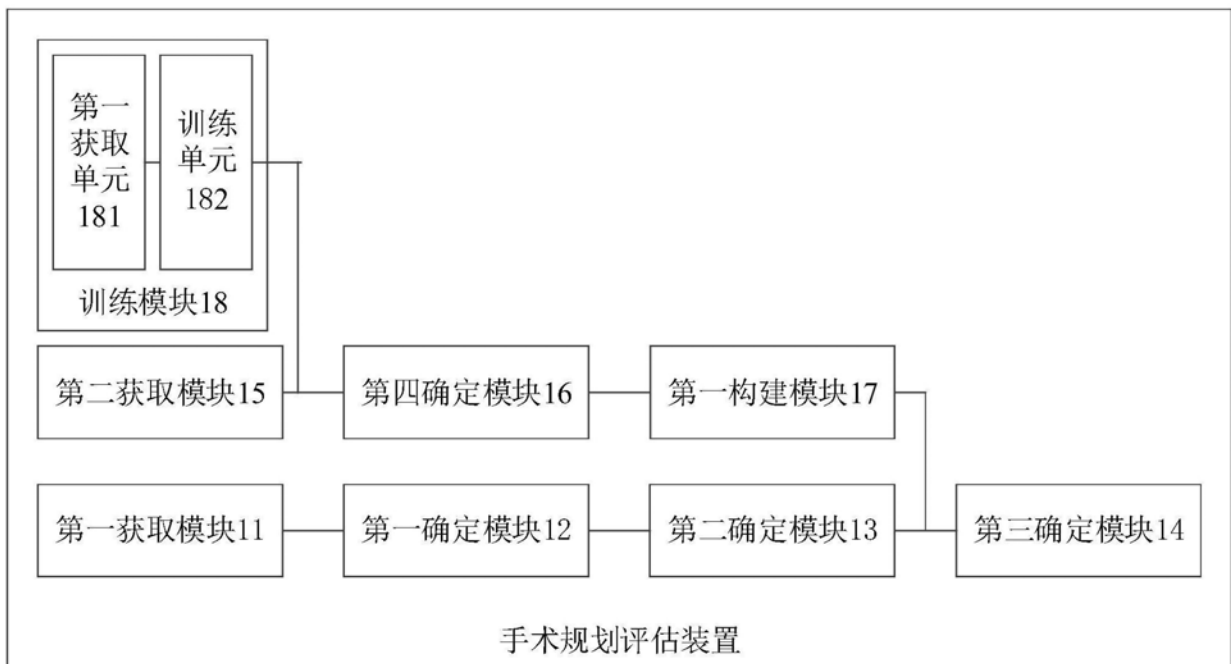 第一
获取
单元
181
训练
单元
182
训练模块18
第二获取模块15
第四确定模块16
第一构建模块17
第一获取模块11
第一确定模块12
第二确定模块13
第三确定模块14
手术规划评估装置